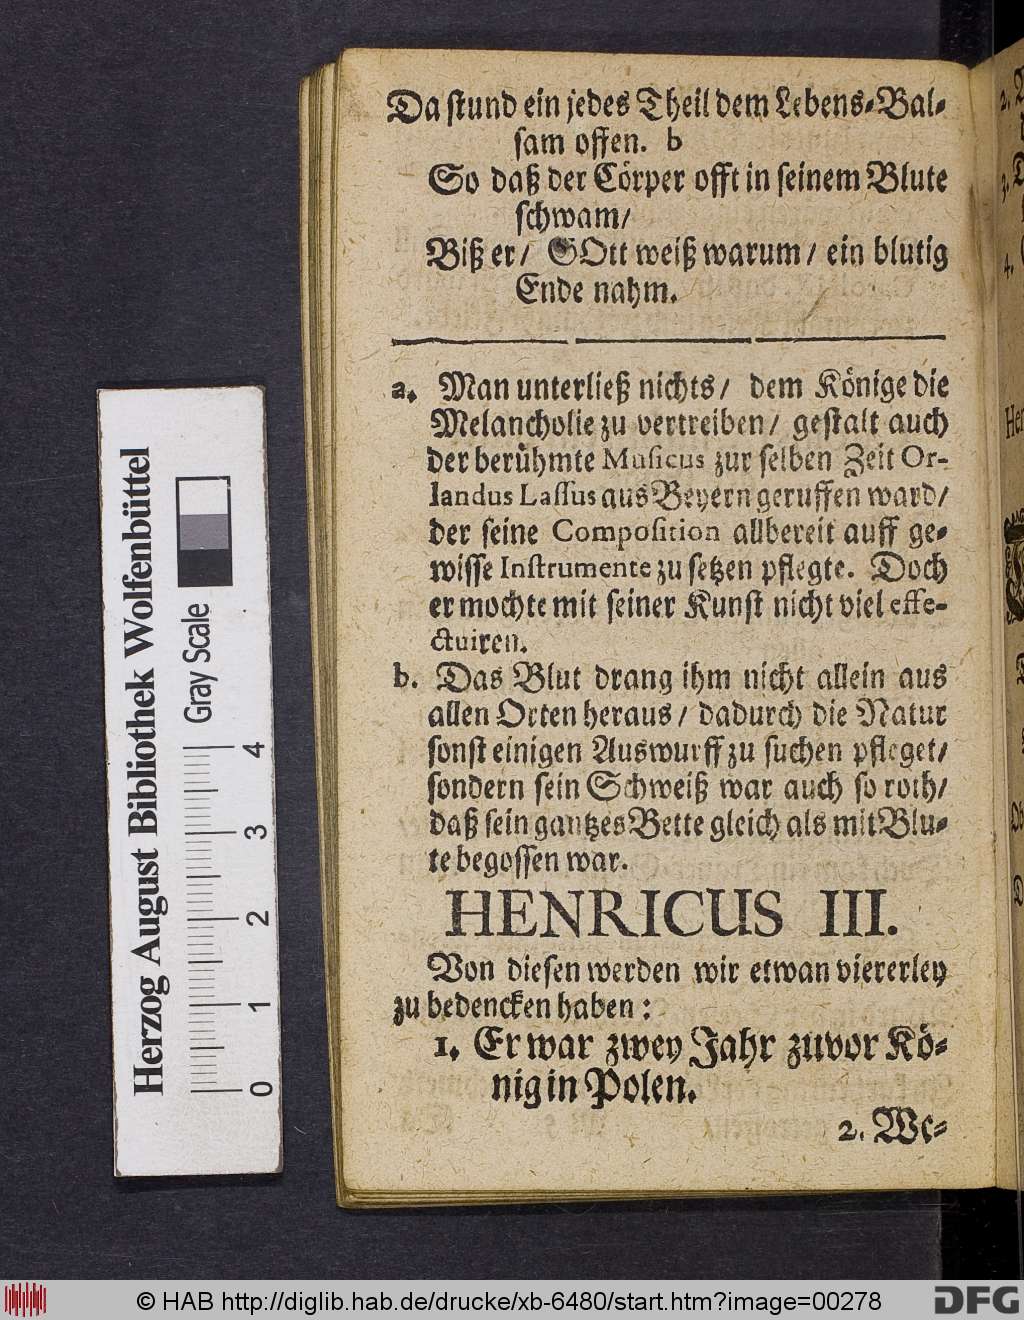 Da ſtund ein jedes Theil dem Lebens-Bal-
ſam offen. b
So daß der Cörper offt in ſeinem Blute
ſchwam/
Biß er/ GOtt weiß warum/ ein blutig
Ende nahm.
a. Man unterließ nichts/ dem Könige die
Melancholie zu vertreiben/ geſtalt auch
der berühmte Muſicus zur ſelben Zeit Or-
landus Laſſus aus Beyern geruffen ward/
der ſeine Compoſition allbereit auff ge-
wiſſe Inſtrumente zu ſetzen pflegte. Doch
er mochte mit ſeiner Kunſt nicht viel effe-
ctuiren.
b. Das Blut drang ihm nicht allein aus
allen Orten heraus/ dadurch die Natur
ſonſt einigen Auswurff zu ſuchen pfleget/
ſondern ſein Schweiß war auch ſo roth/
daß ſein gantzes Bette gleich als mit Blu-
te begoſſen war.
HENRICUS III.
Von dieſen werden wir etwan viererley
zu bedencken haben:
1. Er war zwey Jahr zuvor Kö-
nig in Polen.
2. We-
Herzog August Bibliothek Wolfenbüttel
Gray Scale
0 1 2 3 4
© HAB http://diglib.hab.de/drucke/xb-6480/start.htm?image=00278
DFG